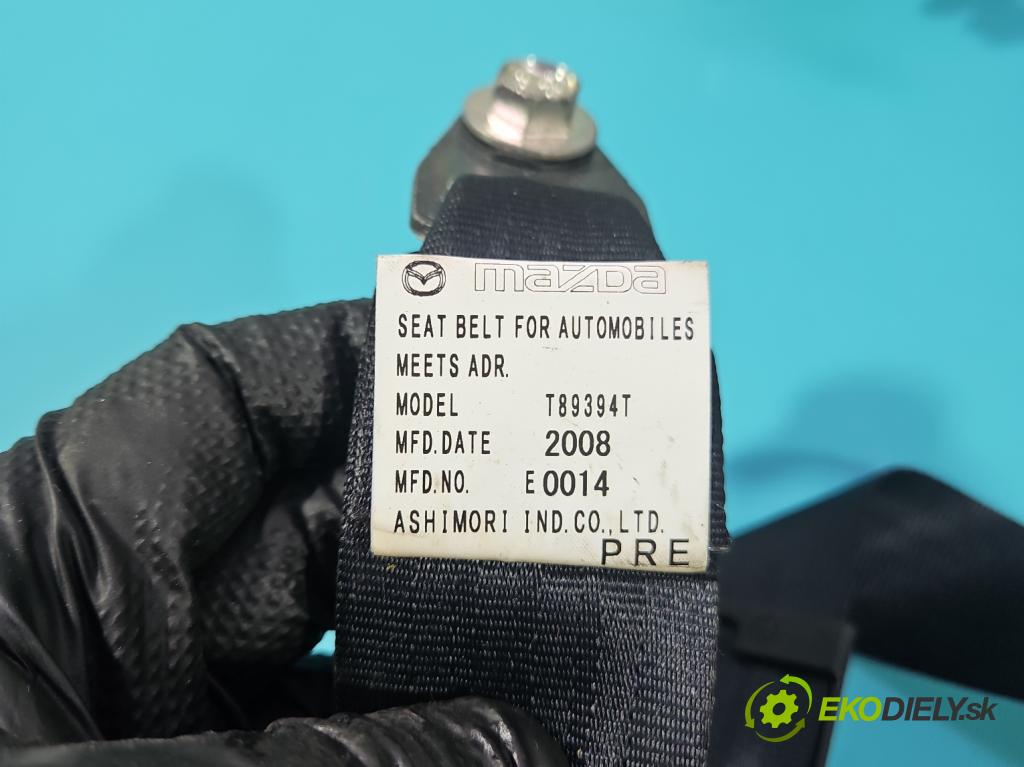 mazda
SEAT BELT FOR AUTOMOBILES
MEETS ADR.
MODEL T89394T
MFD.DATE 2008
MFD.NO. E0014
ASHIMORI IND.CO.,LTD.
PRE
EKODIELY.sk